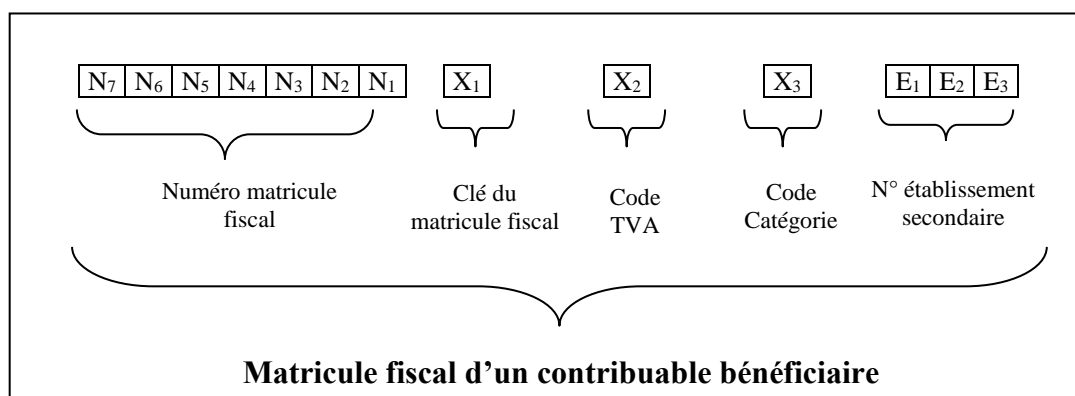 N₇ N₆ N₅ N₄ N₃ N₂ N₁ X₁ X₂ X₃ E₁ E₂ E₃
Numéro matricule
fiscal
Clé du
matricule fiscal
Code
TVA
Code
Catégorie
N° établissement
secondaire
Matricule fiscal d'un contribuable bénéficiaire